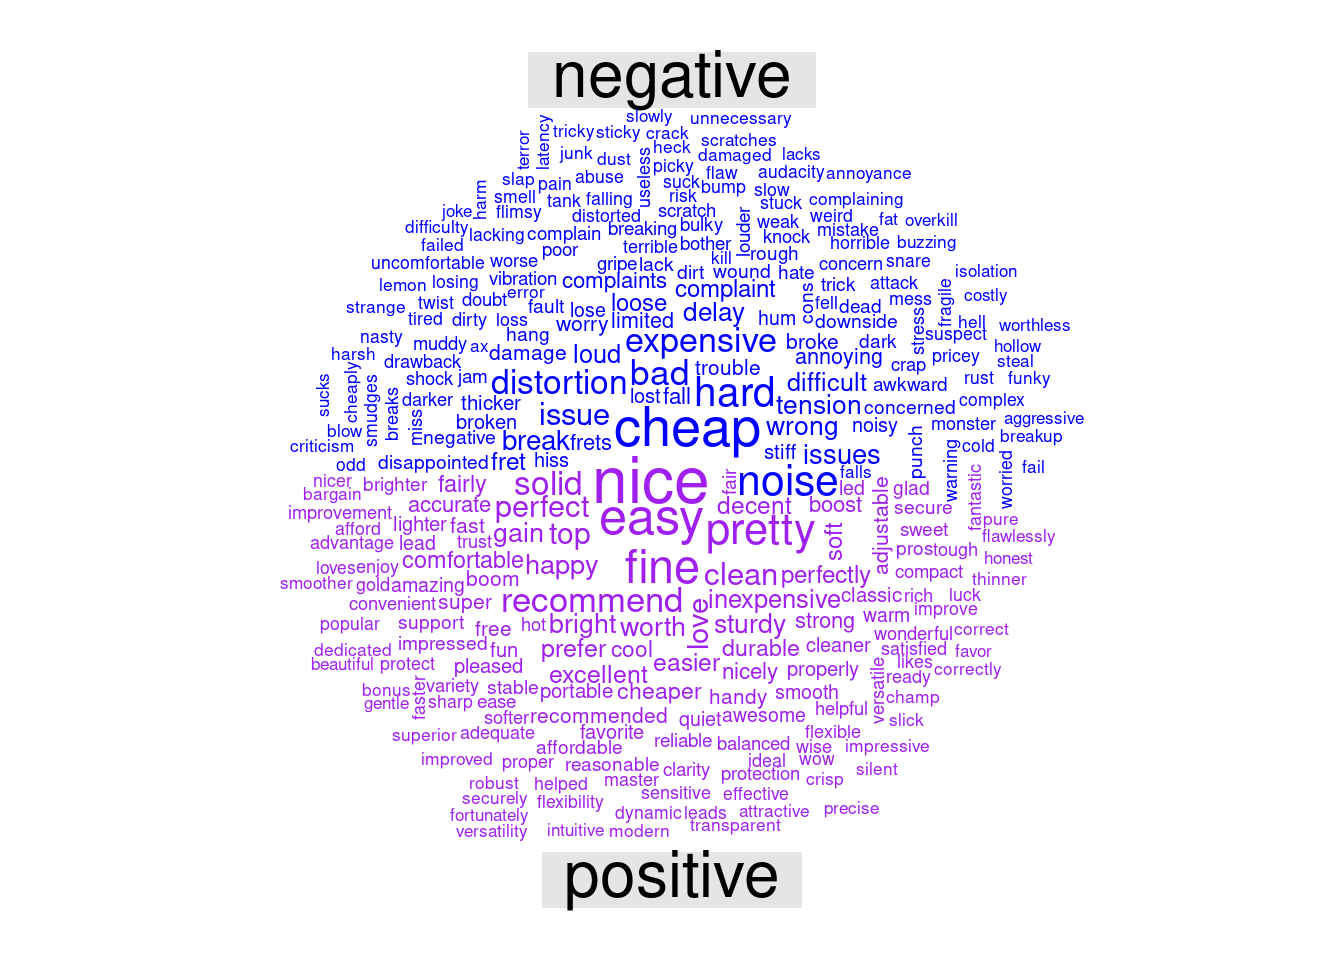 negative
slowly unnecessary
terror latency tricky sticky crack scratches
junk dust useless heck picky damaged lacks
slap pain abuse suck flaw audacity annoyance
harm smell tank falling risk bump slow stuck complaining
joke flimsy distorted scratch louder weak weird fat overkill
difficulty lacking complain breaking bulky knock mistake
failed poor terrible bother kill rough horrible buzzing
uncomfortable worse gripe lack dirt wound hate concern snare
lemon losing vibration complaints complaint cons trick attack isolation
strange twist doubt error fault lose loose delay fell dead mess fragile costly
tired dirty loss worry limited hum downside stress hell worthless
nasty muddy ax hang expensive broke dark suspect hollow
harsh drawback damage loud trouble annoying crap pricey steal
sucks cheaply smudges shock jam distortion bad hard difficult awkward rust funky
breaks darker thicker issue lost fall tension concerned complex
blow miss negative broken cheap wrong noisy monster aggressive
criticism break frets stiff issues punch cold breakup
odd disappointed fret hiss noise falls warning worried fail
nicer brighter fairly solid nice fair led glad fantastic
bargain accurate perfect decent boost adjustable secure
improvement lighter easy pretty pure
afford fast gain top soft sweet flawlessly
advantage lead trust pros tough
loves enjoy comfortable happy fine clean perfectly compact honest
smoother gold amazing boom thinner
convenient super recommend love inexpensive classic rich luck
popular support free hot bright worth sturdy strong warm improve
dedicated impressed fun prefer cool durable cleaner wonderful correct
beautiful protect pleased easier nicely properly satisfied favor
excellent likes correctly
bonus faster variety stable portable cheaper handy smooth versatile ready
gentle sharp ease champ
softer recommended quiet awesome helpful slick
superior adequate favorite reliable balanced flexible
affordable wise impressive
improved proper reasonable clarity ideal wow
robust helped master protection crisp silent
securely flexibility sensitive effective
fortunately dynamic leads attractive precise
versatility intuitive modern transparent
positive